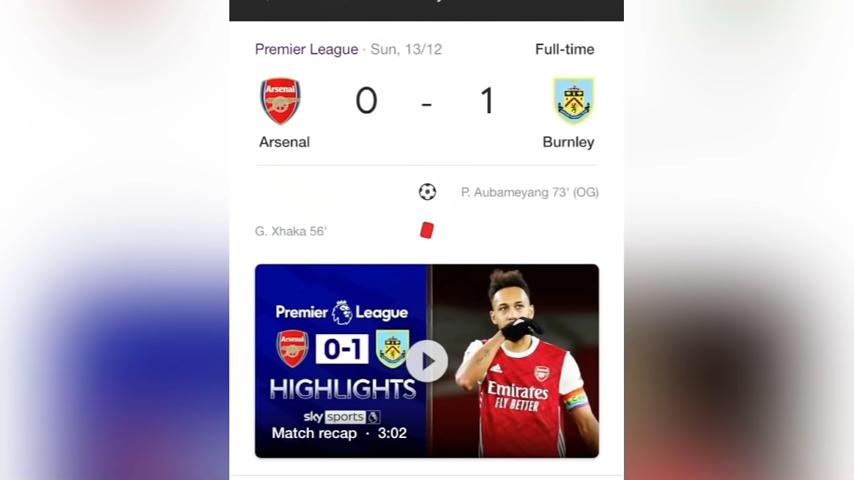 Premier League · Sun, 13/12
Full-time
Arsenal
0 - 1
Arsenal
Burnley
P. Aubameyang 73' (OG)
G. Xhaka 56'
Premier League
Arsenal
0-1
HIGHLIGHTS
sky sports
Match recap · 3:02
Emirates
FLY BETTER